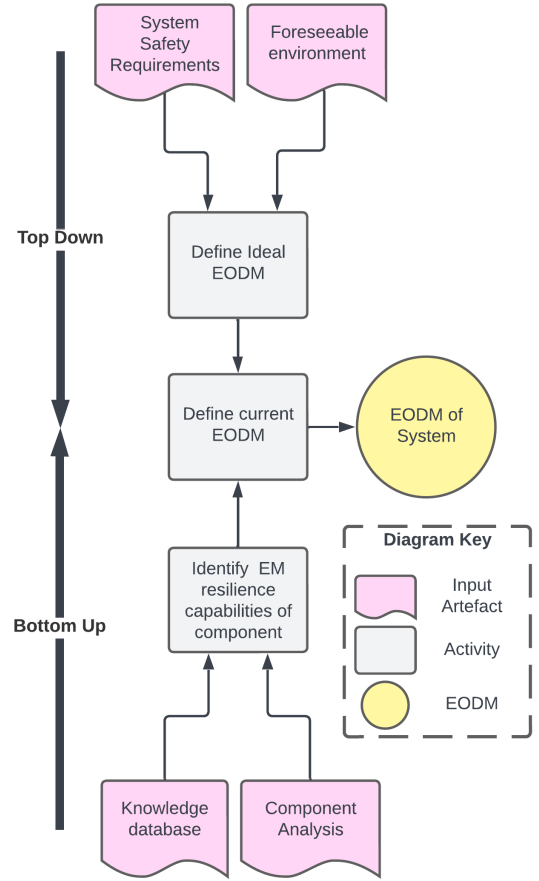 System
Safety
Requirements
Foreseeable
environment
Top Down
Define Ideal
EODM
Define current
EODM
EODM of
System
Identify  EM
resilience
capabilities of
component
Bottom Up
Knowledge
database
Component
Analysis
Diagram Key
Input
Artefact
Activity
EODM